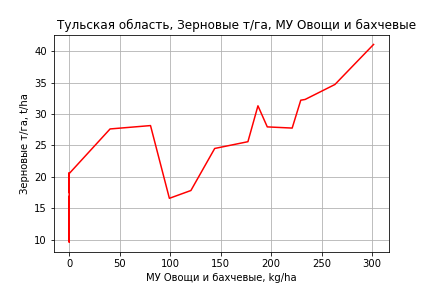 Тульская область, Зерновые т/га, МУ Овощи и бахчевые
40
35
30
25
20
15
10
Зерновые т/га, t/ha
0 50 100 150 200 250 300
МУ Овощи и бахчевые, kg/ha